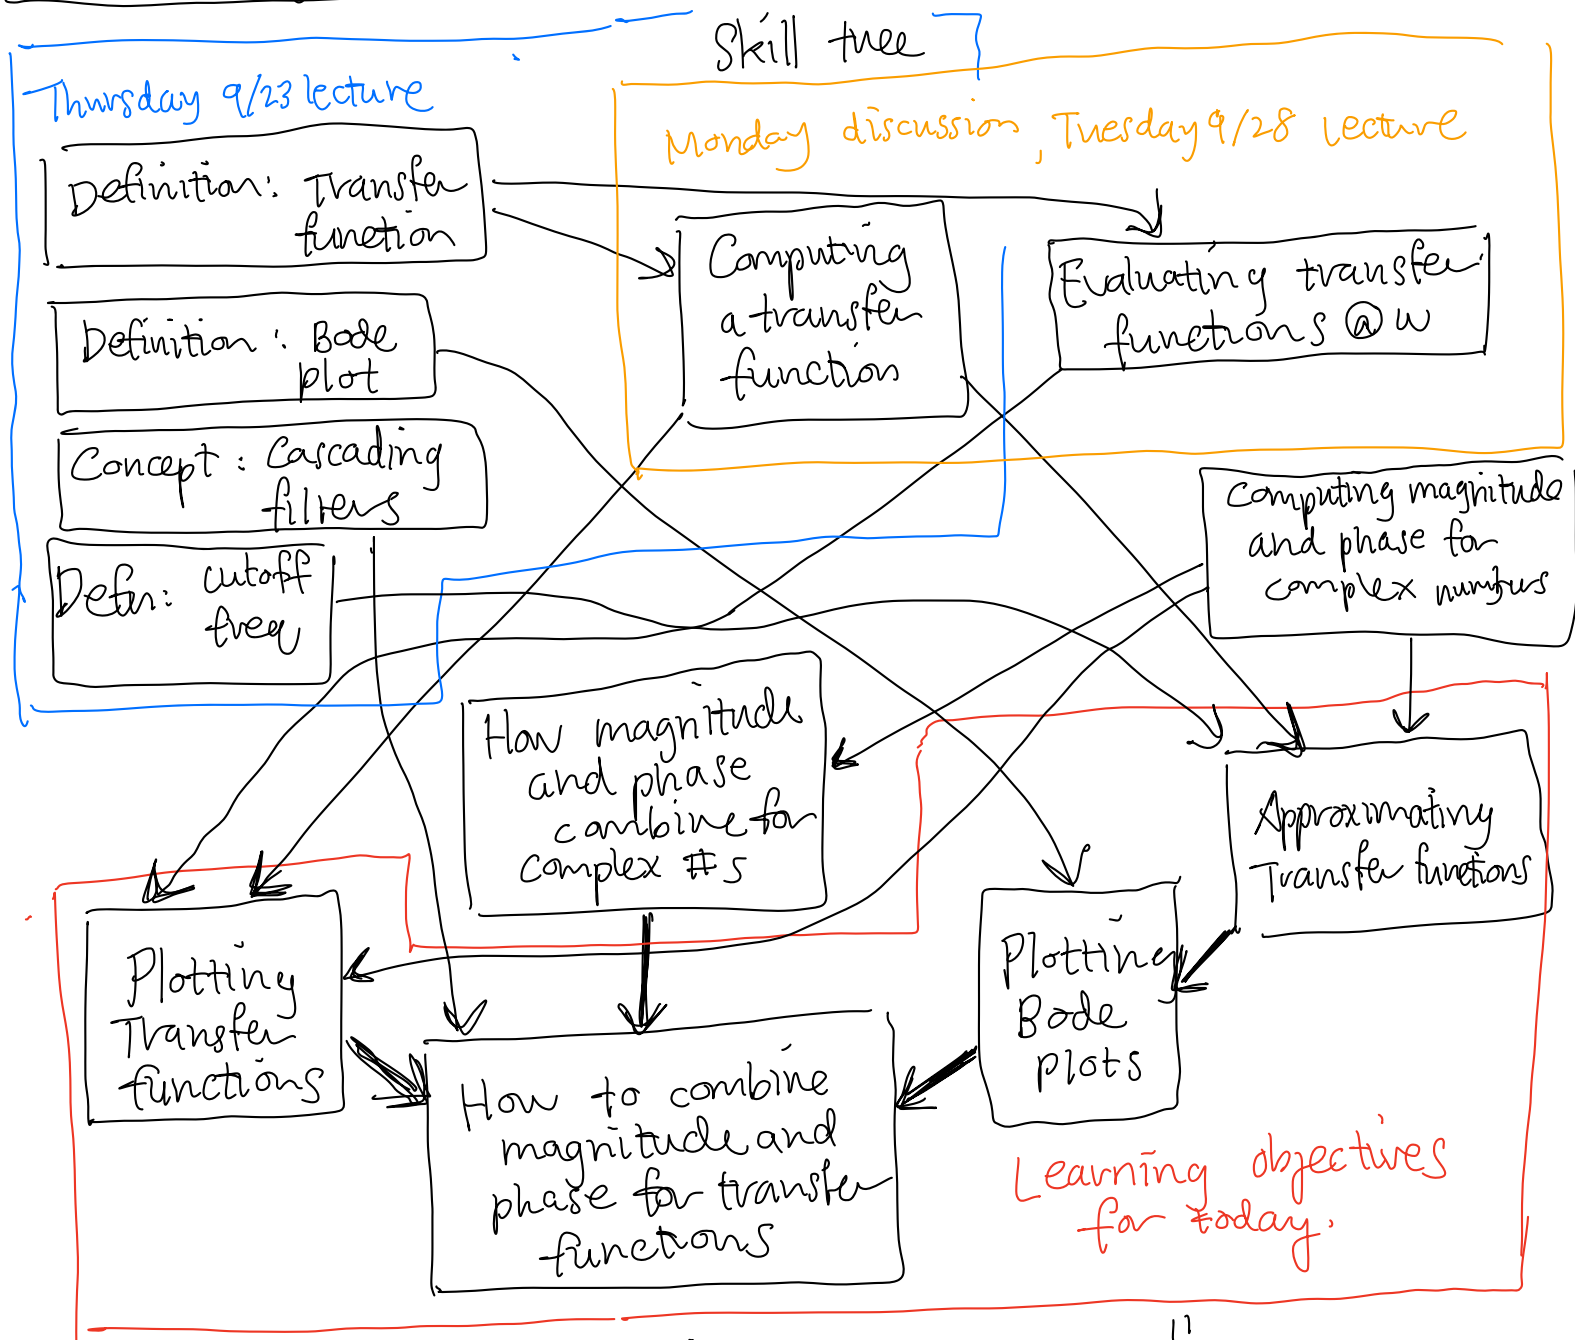 Skill tree
Thursday 9/23 lecture
Definition: Transfer
function
Definition: Bode
plot
Concept: Cascading
filters
Defn: cutoff
freq
Monday discussion, Tuesday 9/28 lecture
Computing
a transfer
function
Evaluating transfer
functions @ w
Computing magnitude
and phase for
complex numbers
How magnitude
and phase
combine for
complex #s
Approximating
Transfer functions
Plotting
Transfer
functions
Plotting
Bode
plots
How to combine
magnitude and
phase for transfer
functions
Learning objectives
for today.